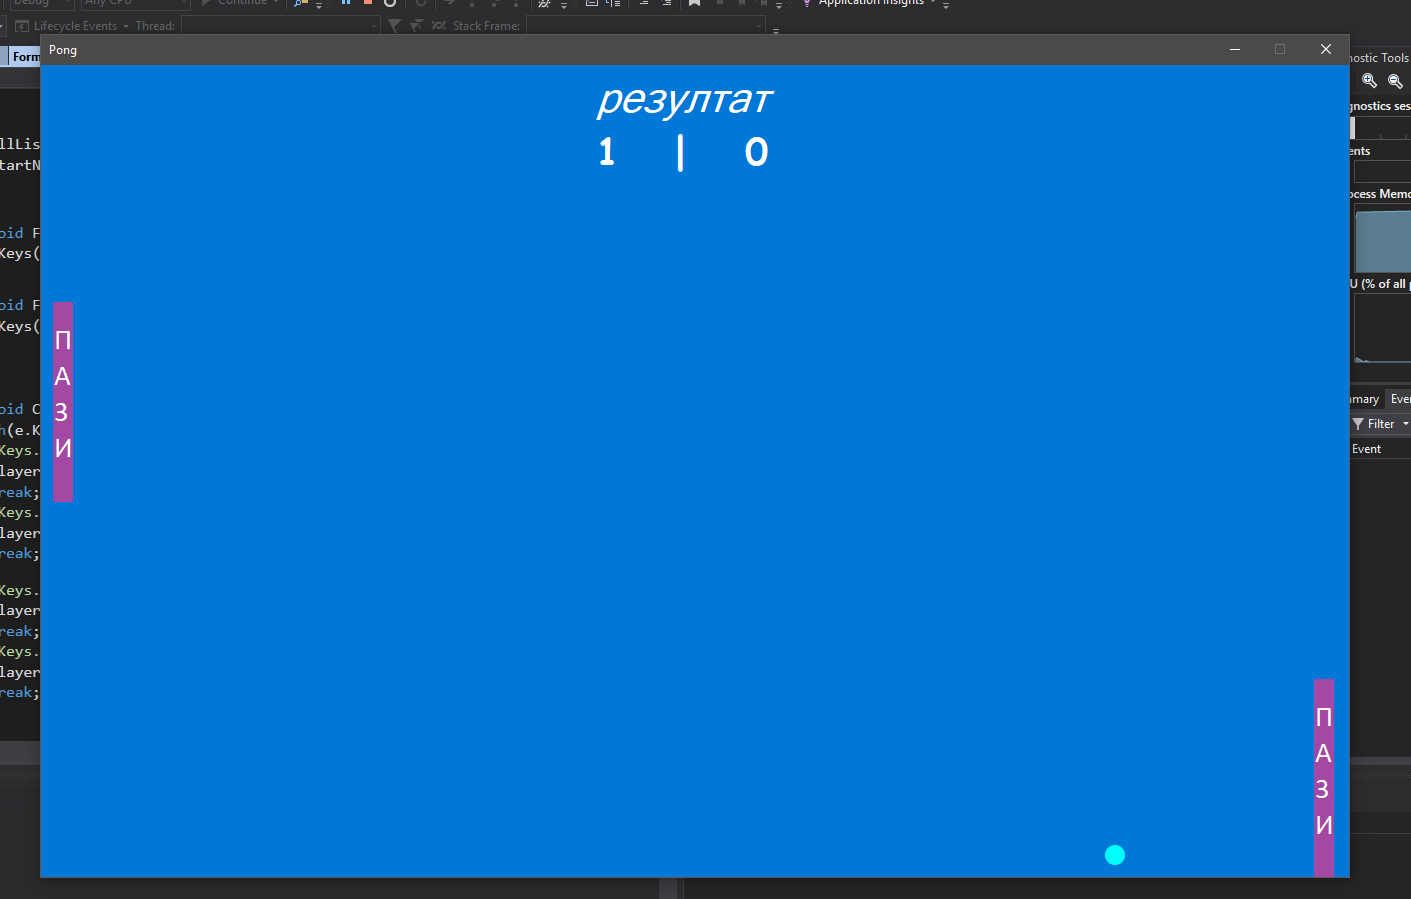 Debug
Any CPU
Continue
Application Insights
Lifecycle Events
Thread:
Stack Frame:
Pong
Form
резултат
1 | 0
П
А
З
И
П
А
З
И
llLis
tartN
oid F
Keys(
oid F
Keys(
oid C
h(e.K
Keys.
layer
reak;
Keys.
layer
reak;
Keys.
layer
reak;
Keys.
layer
reak;
nostic Tools
gnostics ses
ents
ocess Memo
U (% of all p
mmary
Ever
Filter
Event